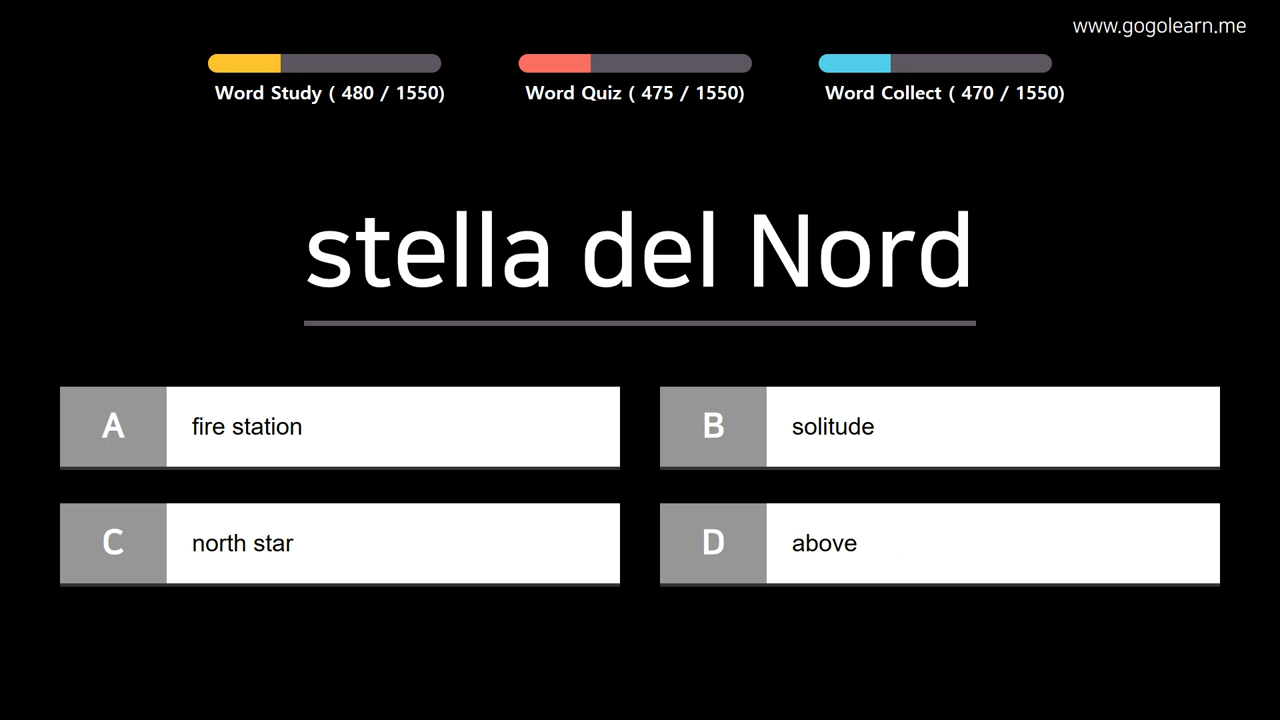 www.gogolearn.me
Word Study ( 480 / 1550)
Word Quiz ( 475 / 1550)
Word Collect ( 470 / 1550)
stella del Nord
A fire station
B solitude
C north star
D above